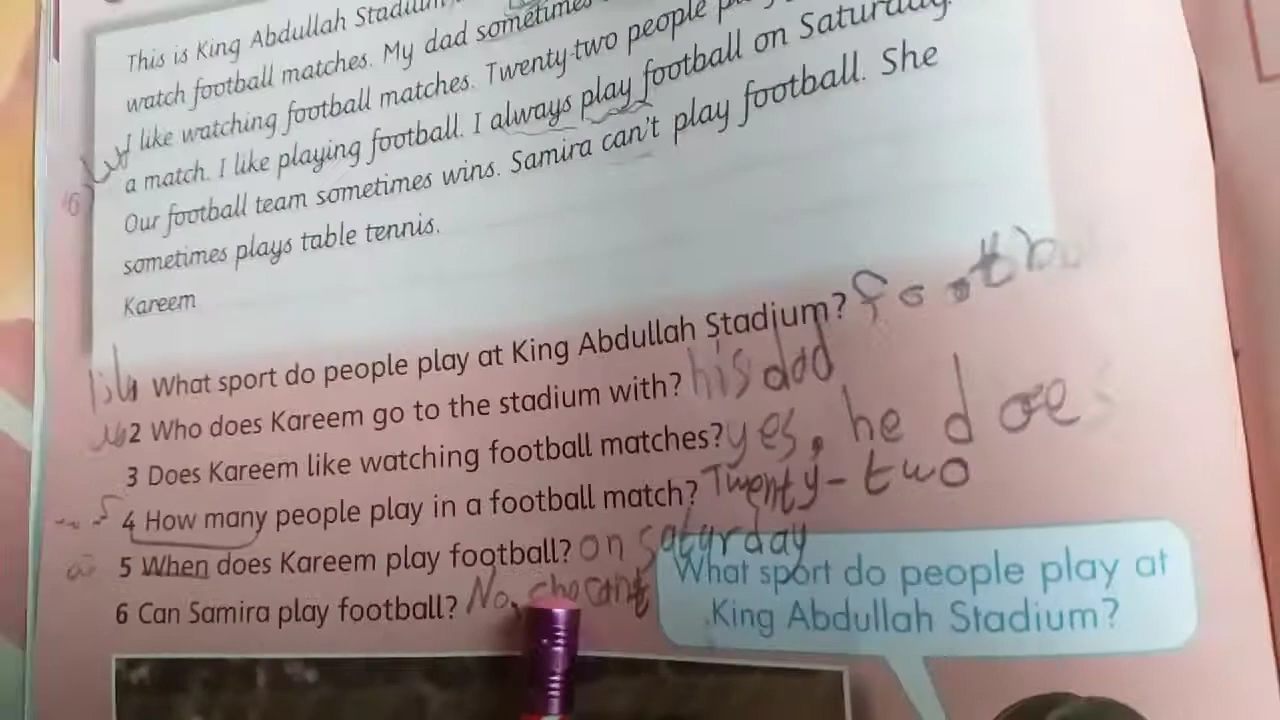 This is King Abdullah Stadium
watch football matches. My dad sometimes
I like watching football matches. Twenty-two people
a match. I like playing football. I always play football on Saturday
Our football team sometimes wins. Samira can't play football. She
sometimes plays table tennis.
Kareem
What sport do people play at King Abdullah Stadium?
2 Who does Kareem go to the stadium with? his dad
3 Does Kareem like watching football matches? yes, he does
4 How many people play in a football match? Twenty-two
5 When does Kareem play football? on saturday
6 Can Samira play football? No, cho cant
What sport do people play at
King Abdullah Stadium?